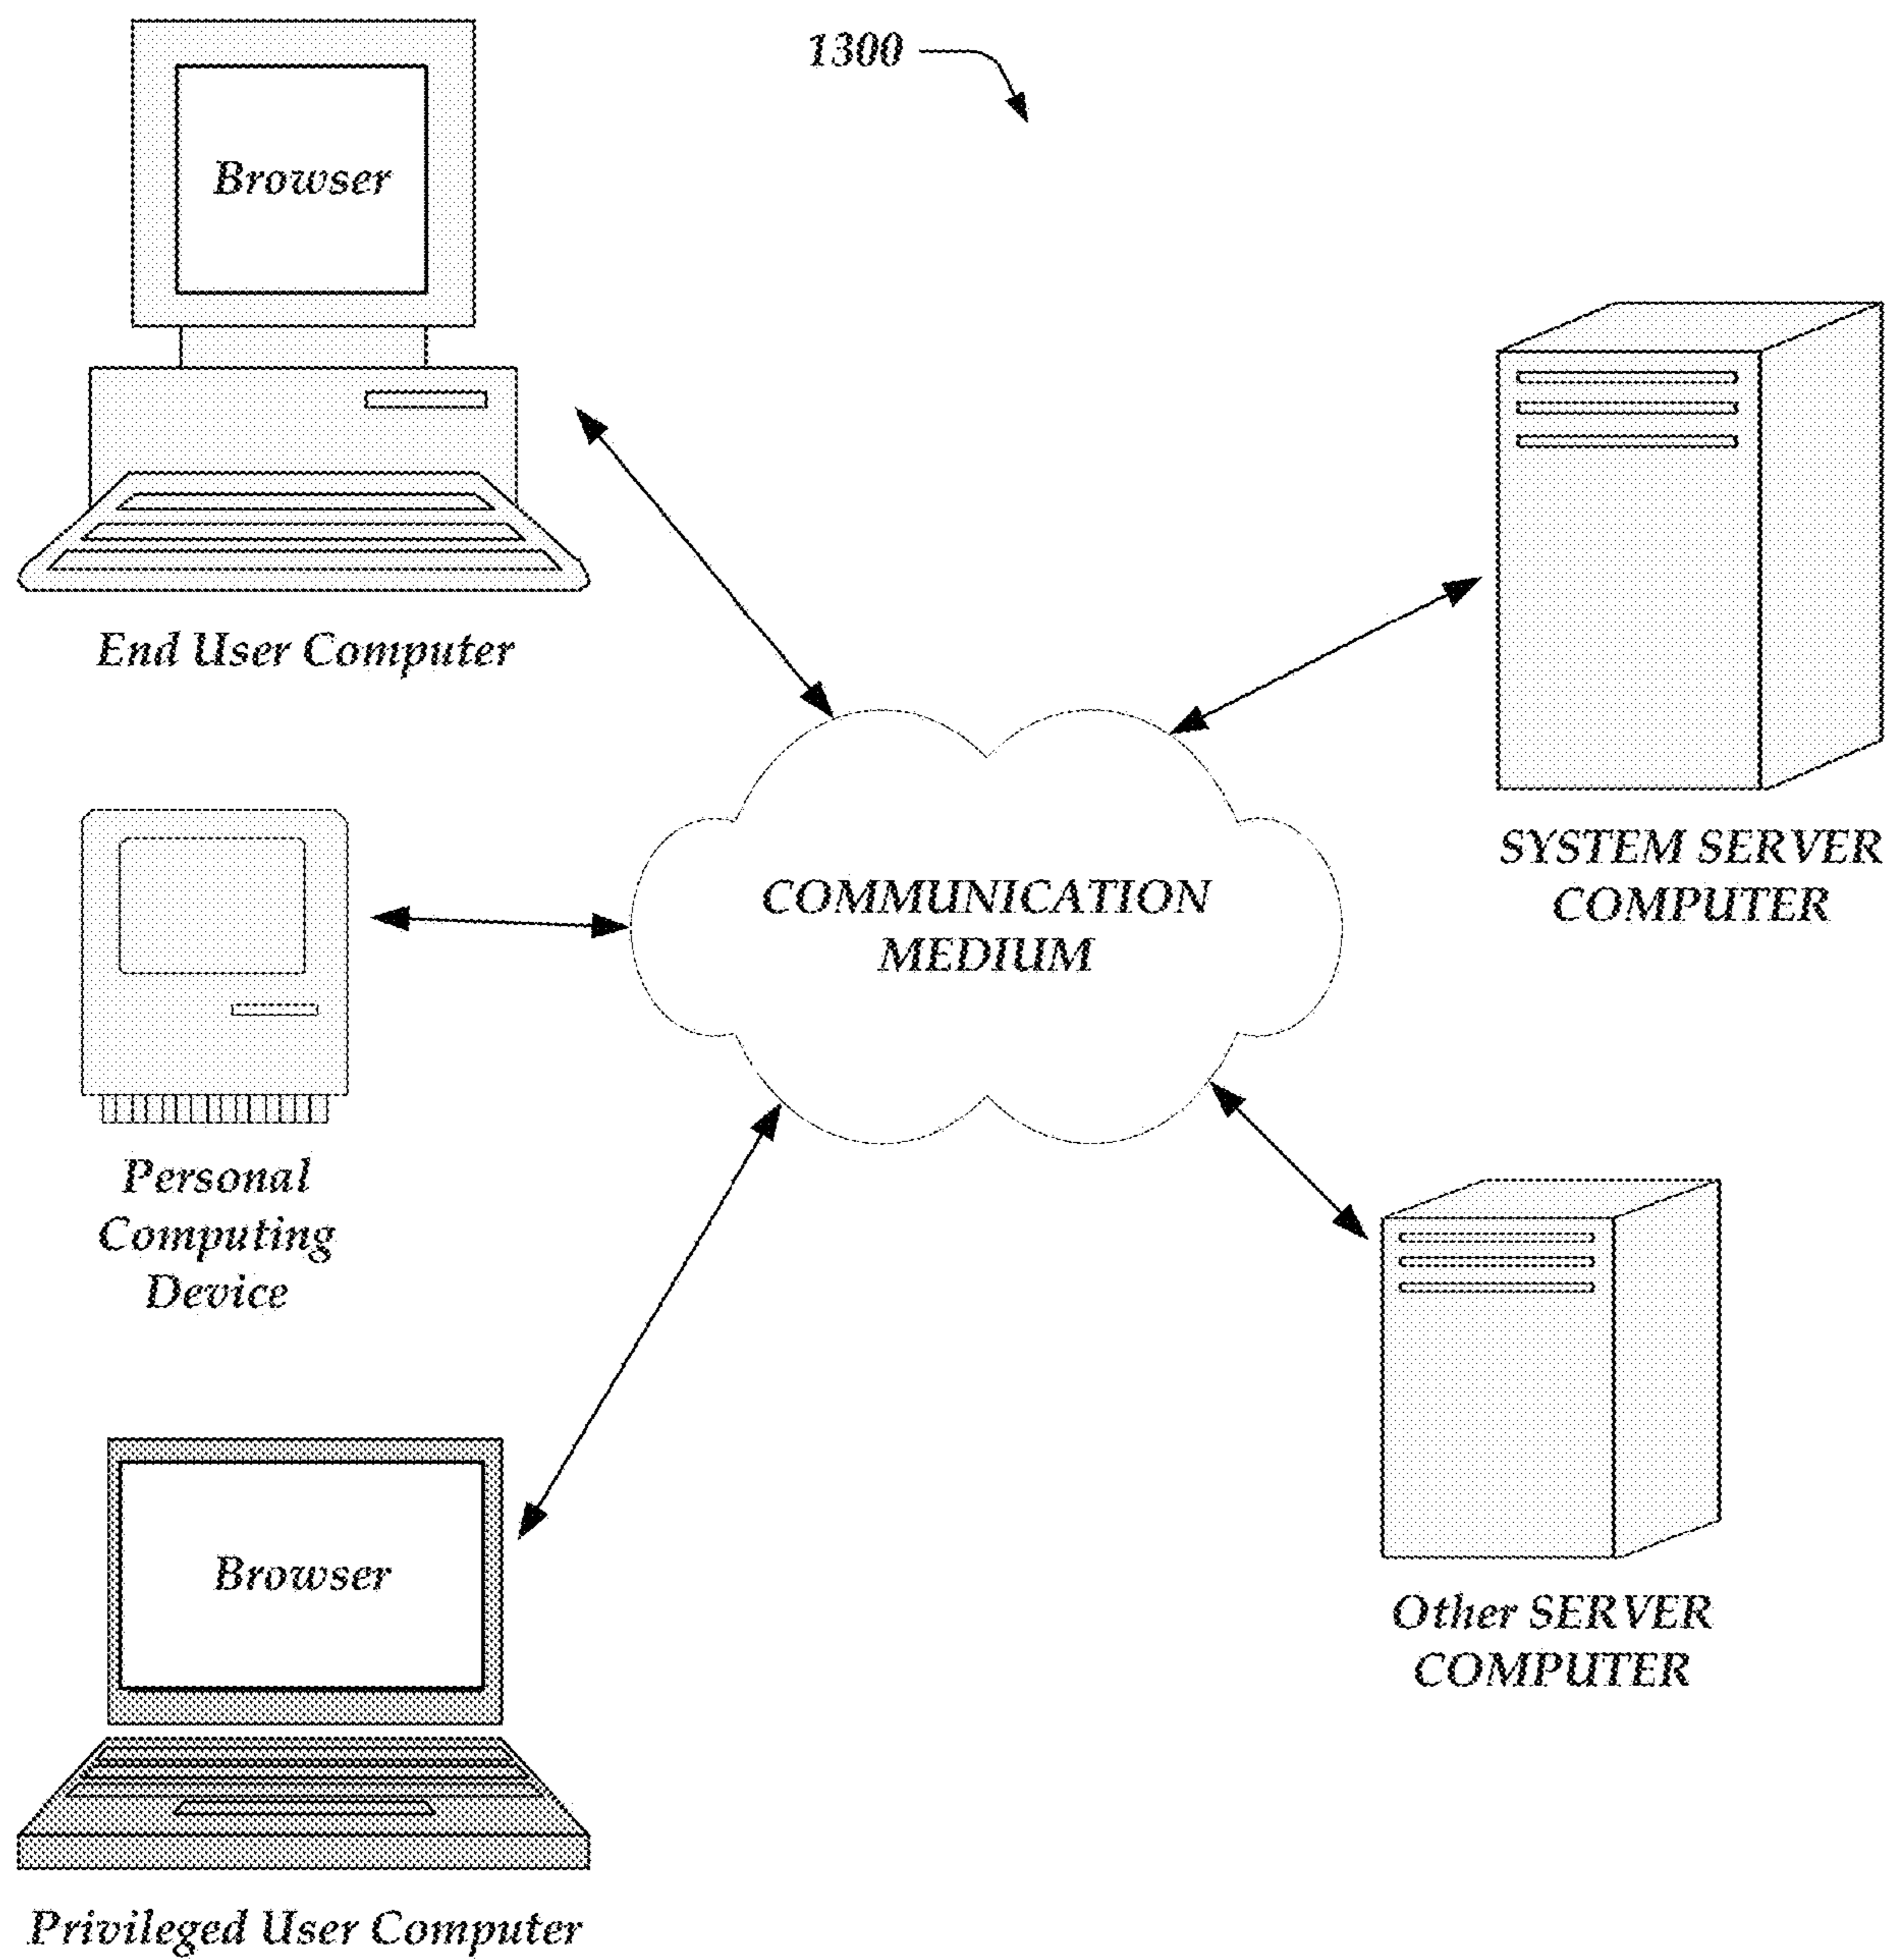 1300
Browser
End User Computer
SYSTEM SERVER
COMPUTER
COMMUNICATION
MEDIUM
Personal
Computing
Device
Browser
Other SERVER
COMPUTER
Privileged User Computer